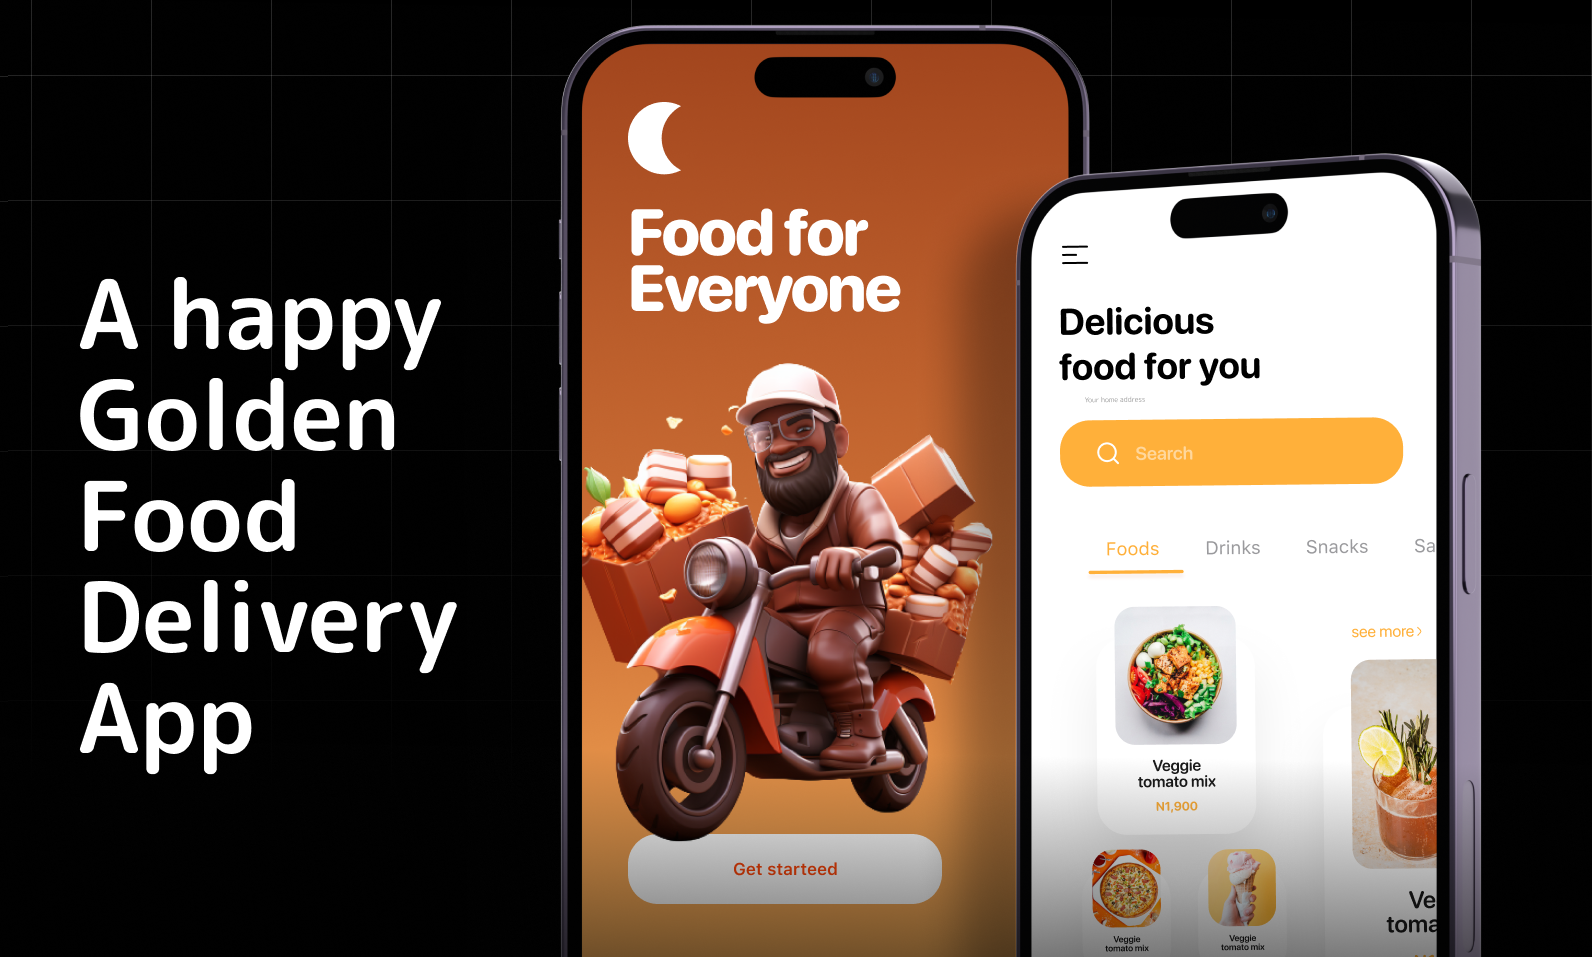 A happy
Golden
Food
Delivery
App
Food for
Everyone
Get starteed
Delicious
food for you
Your home address
Search
Foods Drinks Snacks Sa
see more
Veggie
tomato mix
N1,900
Veggie
tomato mix
Veggie
tomato mix
Ve
toma